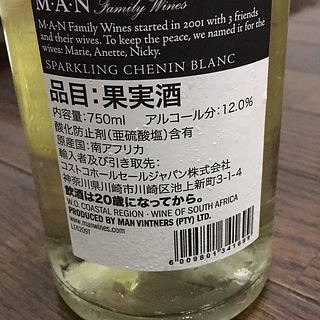 M·A·N Family Wines
M·A·N Family Wines started in 2001 with 3 friends
and their wives. To keep the peace, we named it for the
wives: Marie, Anette, Nicky.
SPARKLING CHENIN BLANC
品目:果実酒
内容量:750ml アルコール分:12.0%
酸化防止剤(亜硫酸塩)含有
原産国:南アフリカ
輸入者及び引き取先:
コストコホールセールジャパン株式会社
神奈川県川崎市川崎区池上新町3-1-4
飲酒は20歳になってから。
W.O. COASTAL REGION · WINE OF SOUTH AFRICA
PRODUCED BY MAN VINTNERS (PTY) LTD.
www.manwines.com